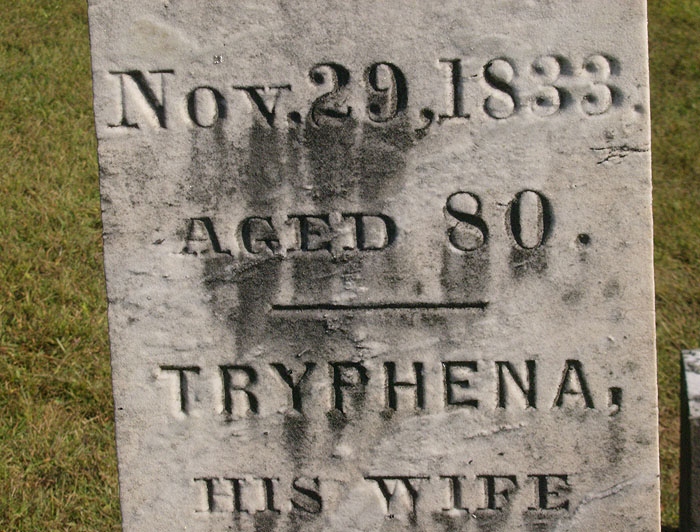 Nov. 29, 1833.
AGED 80.
TRYPHENA,
HIS WIFE